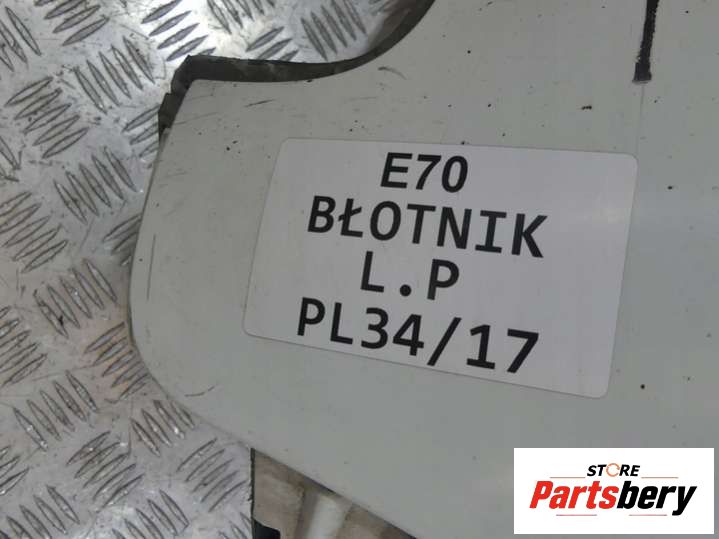 E70
BŁOTNIK
L.P
PL34/17
STORE
Partsbery